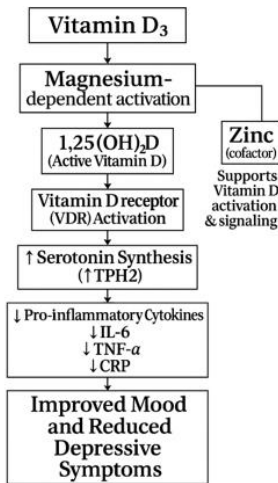 Vitamin D₃
Magnesium-
dependent activation
1,25(OH)₂D
(Active Vitamin D)
Zinc
(cofactor)
Supports
Vitamin D
activation
& signaling
Vitamin D receptor
(VDR) Activation
↑ Serotonin Synthesis
(↑TPH2)
↓ Pro-inflammatory Cytokines
↓ IL-6
↓ TNF-α
↓ CRP
Improved Mood
and Reduced
Depressive
Symptoms